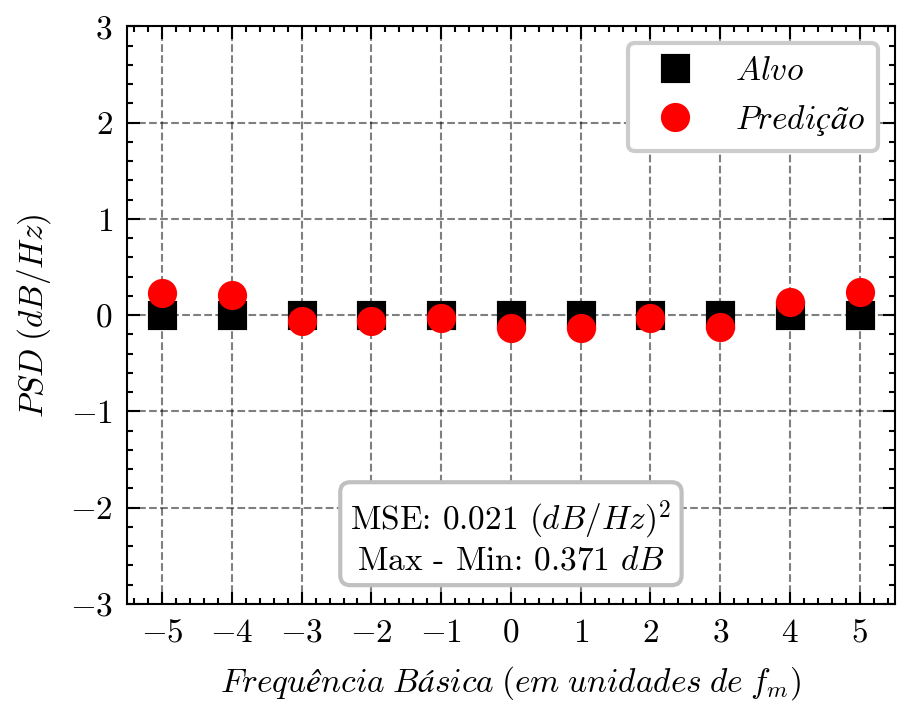 3
2
1
0
−1
−2
−3
PSD (dB/Hz)
Alvo
Predição
MSE: 0.021 (dB/Hz)²
Max - Min: 0.371 dB
−5 −4 −3 −2 −1 0 1 2 3 4 5
Frequência Básica (em unidades de fₘ)